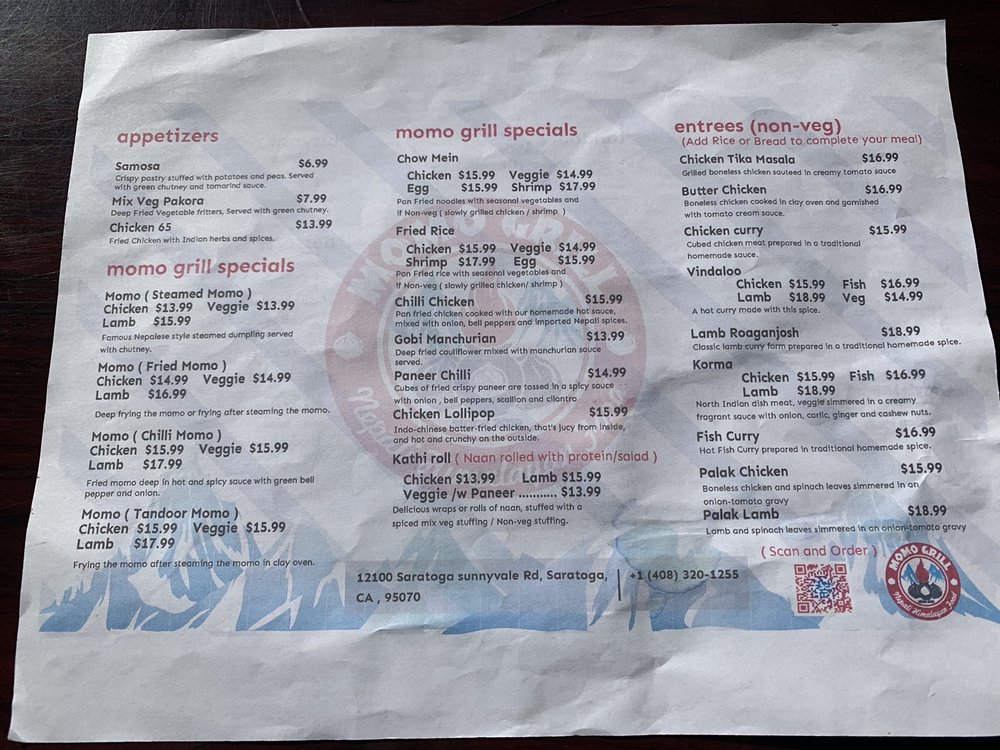 appetizers
Samosa $6.99
Crispy pastry stuffed with potatoes and peas. Served
with green chutney and tamarind sauce.
Mix Veg Pakora $7.99
Deep Fried Vegetable fritters, Served with green chutney.
Chicken 65 $13.99
Fried Chicken with Indian herbs and spices.
momo grill specials
Momo ( Steamed Momo )
Chicken $13.99 Veggie $13.99
Lamb $15.99
Famous Nepalese style steamed dumpling served
with chutney.
Momo ( Fried Momo )
Chicken $14.99 Veggie $14.99
Lamb $16.99
Deep frying the momo or frying after steaming the momo.
Momo ( Chilli Momo )
Chicken $15.99 Veggie $15.99
Lamb $17.99
Fried momo deep in hot and spicy sauce with green bell
pepper and onion.
Momo ( Tandoor Momo )
Chicken $15.99 Veggie $15.99
Lamb $17.99
Frying the momo after steaming the momo in clay oven.
momo grill specials
Chow Mein
Chicken $15.99 Veggie $14.99
Egg $15.99 Shrimp $17.99
Pan Fried noodles with seasonal vegetables and
if Non-veg ( slowly grilled chicken / shrimp )
Fried Rice
Chicken $15.99 Veggie $14.99
Shrimp $17.99 Egg $15.99
Pan Fried rice with seasonal vegetables and
if Non-veg ( slowly grilled chicken/ shrimp )
Chilli Chicken $15.99
Pan fried chicken cooked with our homemade hot sauce,
mixed with onion, bell peppers and imported Nepali spices.
Gobi Manchurian $13.99
Deep fried cauliflower mixed with manchurian sauce
served.
Paneer Chilli $14.99
Cubes of fried crispy paneer are tossed in a spicy sauce
with onion , bell peppers, scallion and cilantro
Chicken Lollipop $15.99
Indo-chinese batter-fried chicken, that's jucy from inside,
and hot and crunchy on the outside.
Kathi roll ( Naan rolled with protein/salad )
Chicken $13.99 Lamb $15.99
Veggie /w Paneer ........... $13.99
Delicious wraps or rolls of naan, stuffed with a
spiced mix veg stuffing / Non-veg stuffing.
entrees (non-veg)
(Add Rice or Bread to complete your meal)
Chicken Tika Masala $16.99
Grilled boneless chicken sauteed in creamy tomato sauce
Butter Chicken $16.99
Boneless chicken cooked in clay oven and garnished
with tomato cream sauce.
Chicken curry $15.99
Cubed chicken meat prepared in a traditional
homemade sauce.
Vindaloo
Chicken $15.99 Fish $16.99
Lamb $18.99 Veg $14.99
A hot curry made with this spice.
Lamb Roaganjosh $18.99
Classic lamb curry form prepared in a traditional homemade spice.
Korma
Chicken $15.99 Fish $16.99
Lamb $18.99
North Indian dish meat, veggie simmered in a creamy
fragrant sauce with onion, carlic, ginger and cashew nuts.
Fish Curry $16.99
Hot Fish Curry prepared in traditional homemade spice.
Palak Chicken $15.99
Boneless chicken and spinach leaves simmered in an
onion-tomato gravy
Palak Lamb $18.99
Lamb and spinach leaves simmered in an onion-tomato gravy
( Scan and Order )
MOMO GRILL
Nepali Himalayan Food
12100 Saratoga sunnyvale Rd, Saratoga, | +1 (408) 320-1255
CA , 95070
MOMO GRILL